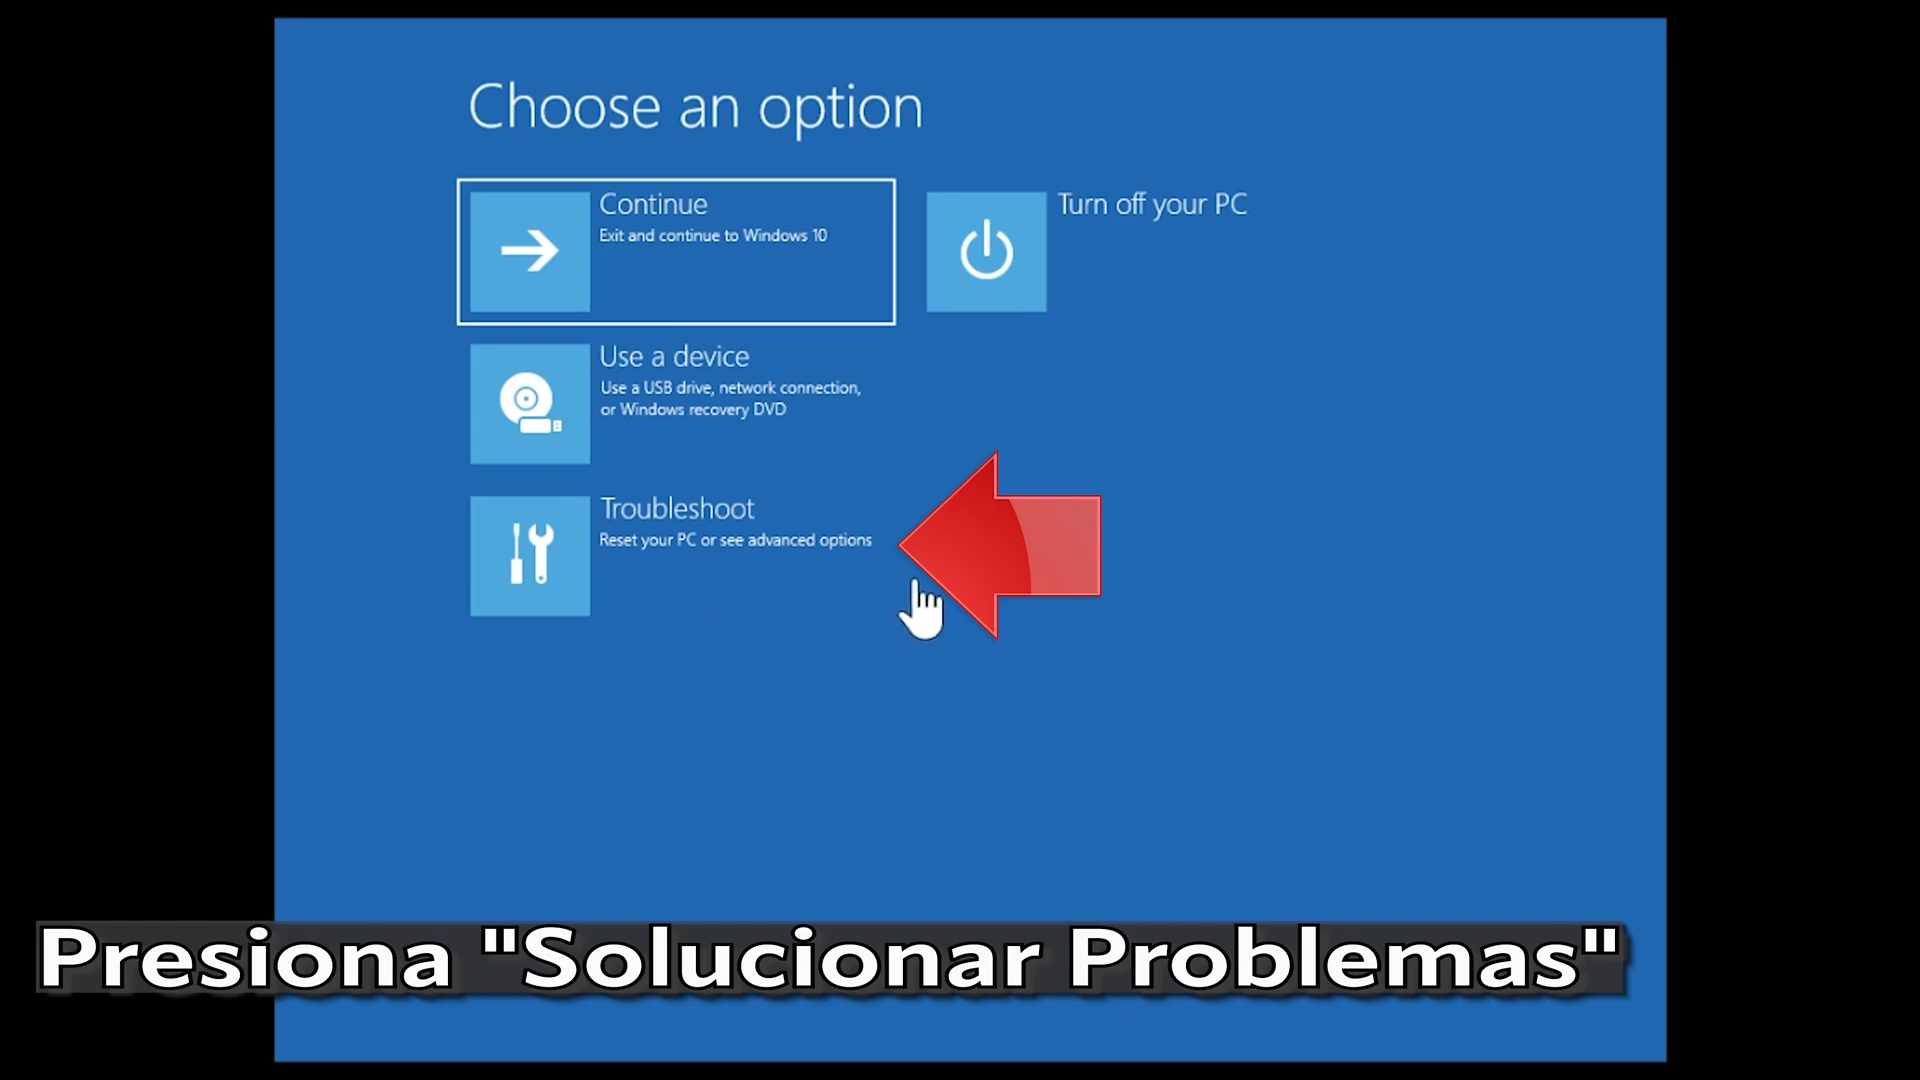 Choose an option
Continue
Exit and continue to Windows 10
Turn off your PC
Use a device
Use a USB drive, network connection,
or Windows recovery DVD
Troubleshoot
Reset your PC or see advanced options
Presiona "Solucionar Problemas"